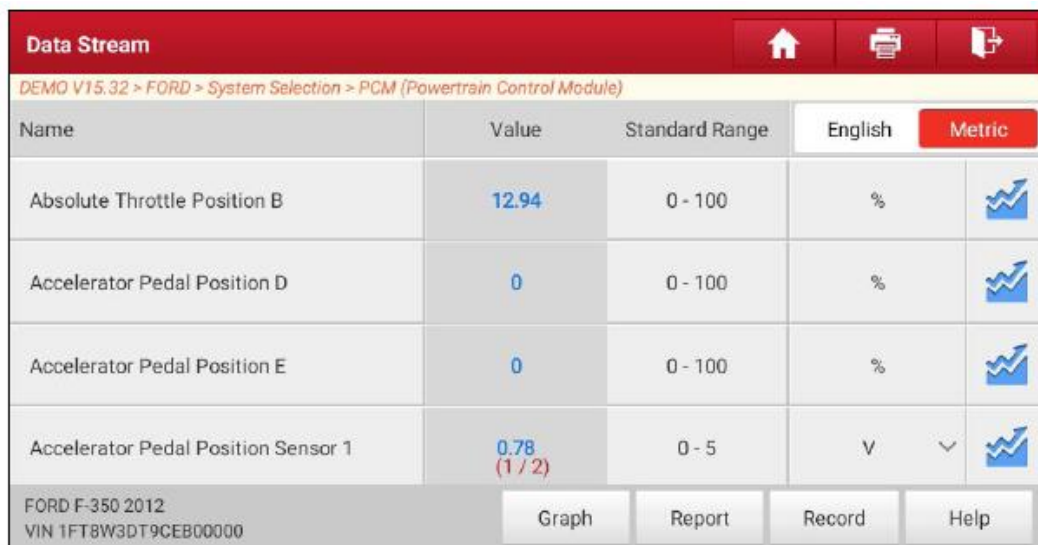 Data Stream
DEMO V15.32 > FORD > System Selection > PCM (Powertrain Control Module)
Name Value Standard Range English Metric
Absolute Throttle Position B 12.94 0 - 100 %
Accelerator Pedal Position D 0 0 - 100 %
Accelerator Pedal Position E 0 0 - 100 %
Accelerator Pedal Position Sensor 1 0.78 0 - 5 V
(1 / 2)
FORD F-350 2012
VIN 1FT8W3DT9CEB00000
Graph Report Record Help